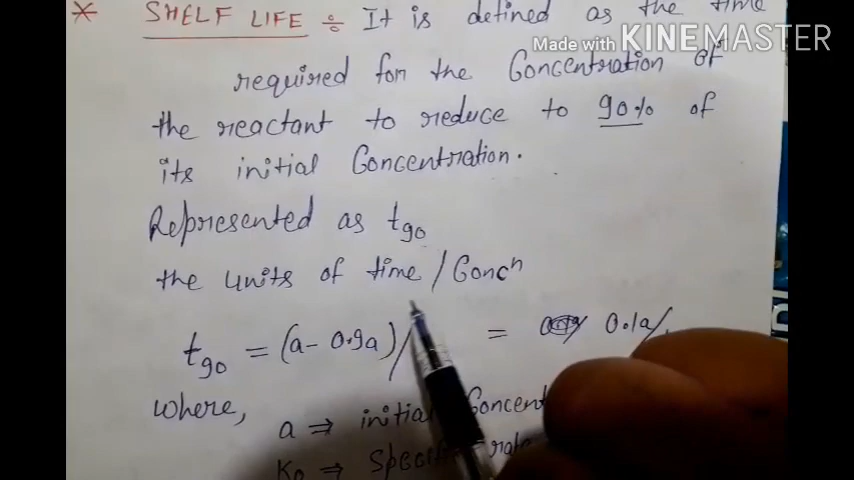 * SHELF LIFE ÷ It is defined as the time
Made with KINEMASTER
required for the Concentration of
the reactant to reduce to 90% of
its initial Concentration.
Represented as t90
the units of time/Concn
t90 = (a - 0.9a)/ = 0.1a/
where,
a ⇒ initial Concent
K0 ⇒ rate